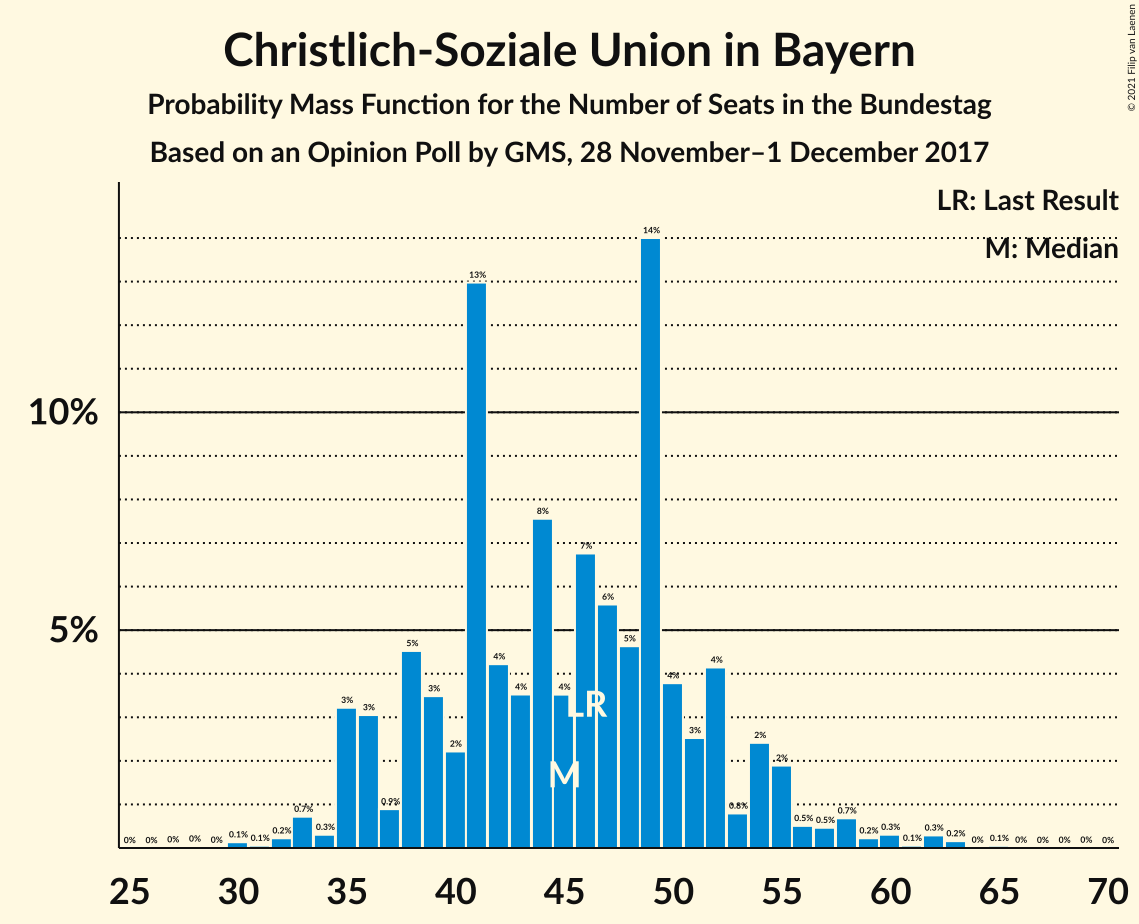 © 2021 Filip van Laenen
Christlich-Soziale Union in Bayern
Probability Mass Function for the Number of Seats in the Bundestag
Based on an Opinion Poll by GMS, 28 November–1 December 2017
LR: Last Result
M: Median
10%
5%
0% 0% 0% 0% 0% 0.1% 0.1% 0.2% 0.7% 0.3% 3% 3% 0.9% 5% 3% 2% 13% 4% 4% 8% 4% 7% 6% 5% 14% 4% 3% 4% 0.8% 2% 2% 0.5% 0.5% 0.7% 0.2% 0.3% 0.1% 0.3% 0.2% 0% 0.1% 0% 0% 0% 0% 0%
LR
M
25 30 35 40 45 50 55 60 65 70